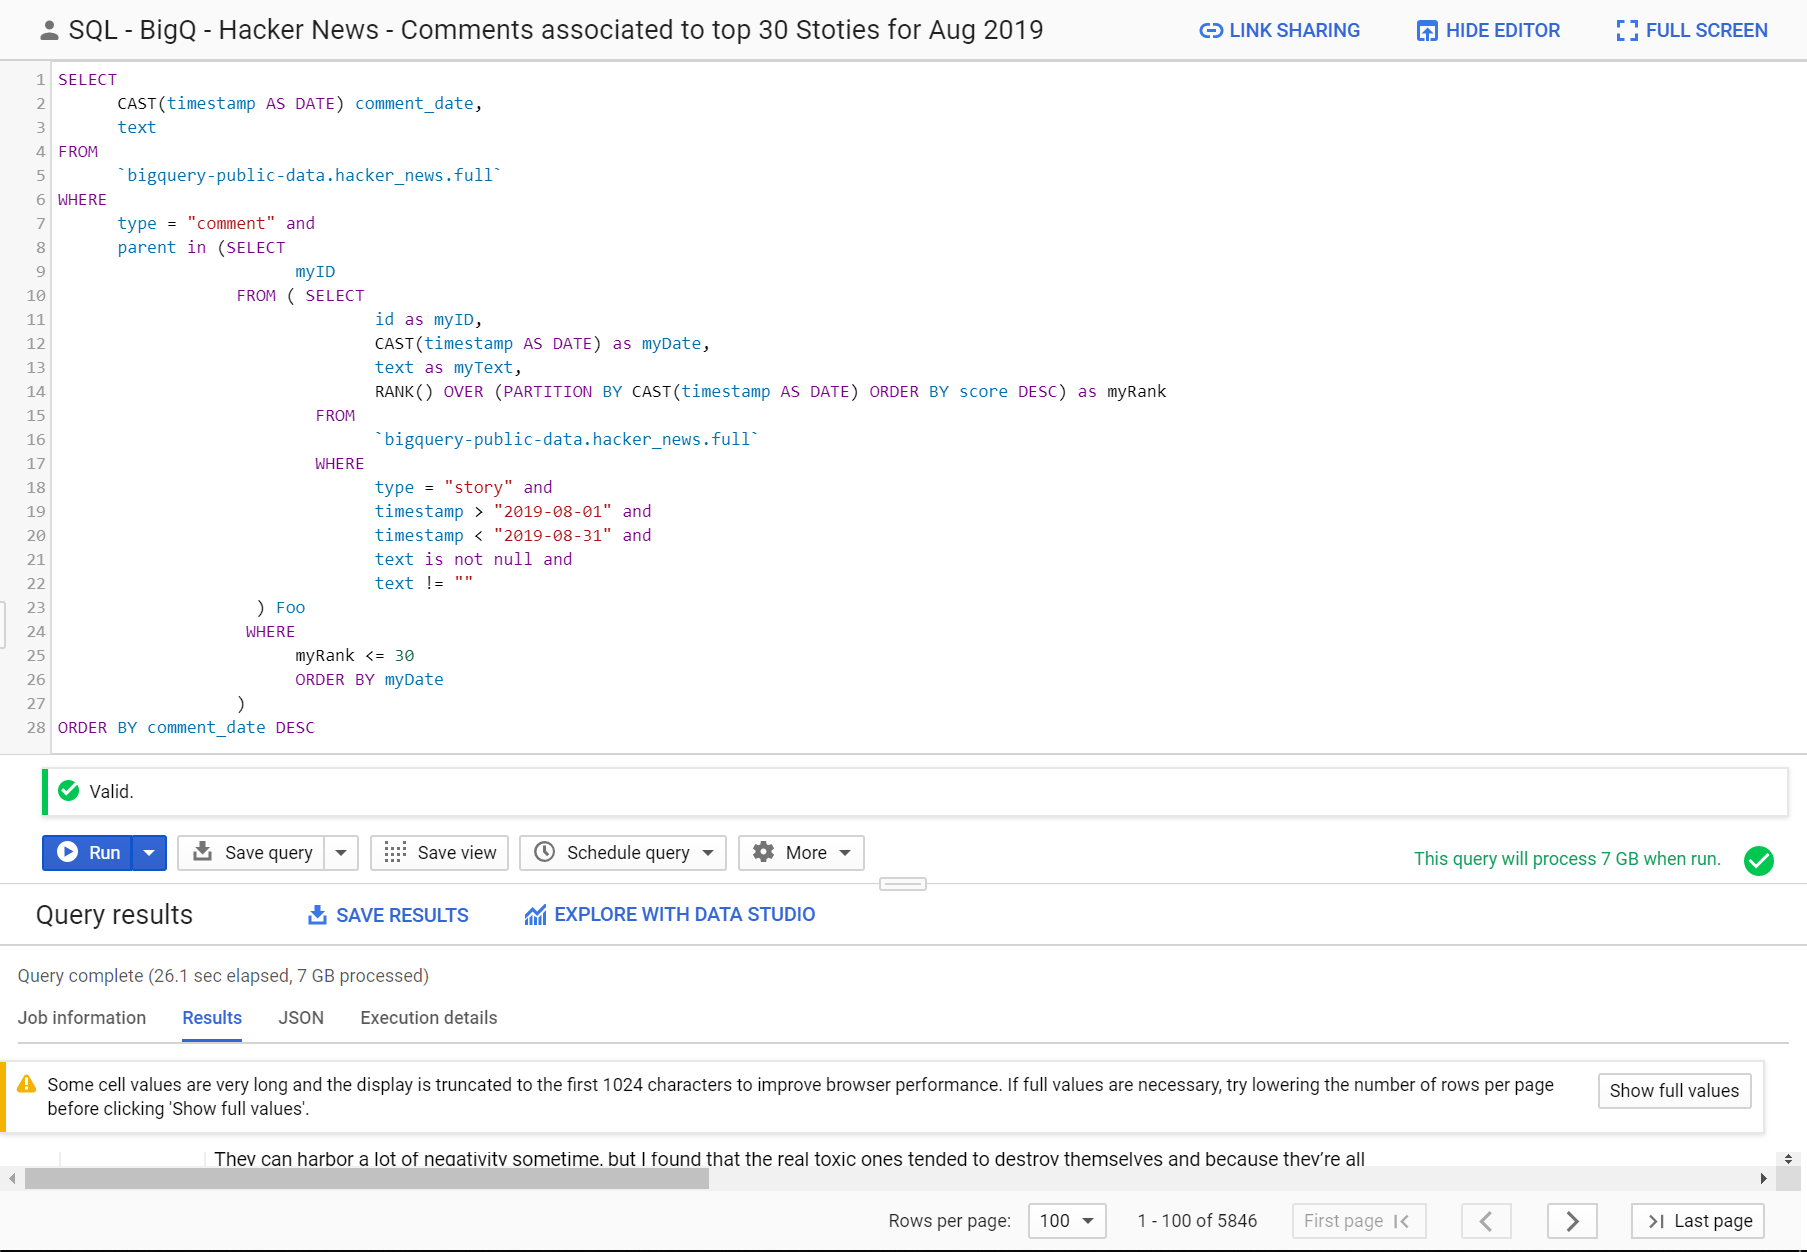 SQL - BigQ - Hacker News - Comments associated to top 30 Stoties for Aug 2019 LINK SHARING HIDE EDITOR FULL SCREEN
1 SELECT
2 CAST(timestamp AS DATE) comment_date,
3 text
4 FROM
5 `bigquery-public-data.hacker_news.full`
6 WHERE
7 type = "comment" and
8 parent in (SELECT
9 myID
10 FROM ( SELECT
11 id as myID,
12 CAST(timestamp AS DATE) as myDate,
13 text as myText,
14 RANK() OVER (PARTITION BY CAST(timestamp AS DATE) ORDER BY score DESC) as myRank
15 FROM
16 `bigquery-public-data.hacker_news.full`
17 WHERE
18 type = "story" and
19 timestamp > "2019-08-01" and
20 timestamp < "2019-08-31" and
21 text is not null and
22 text != ""
23 ) Foo
24 WHERE
25 myRank <= 30
26 ORDER BY myDate
27 )
28 ORDER BY comment_date DESC
Valid.
Run Save query Save view Schedule query More This query will process 7 GB when run.
Query results SAVE RESULTS EXPLORE WITH DATA STUDIO
Query complete (26.1 sec elapsed, 7 GB processed)
Job information Results JSON Execution details
Some cell values are very long and the display is truncated to the first 1024 characters to improve browser performance. If full values are necessary, try lowering the number of rows per page
before clicking 'Show full values'.
Show full values
They can harbor a lot of negativity sometime, but I found that the real toxic ones tended to destroy themselves and because they're all
Rows per page: 100 1 - 100 of 5846 First page Last page